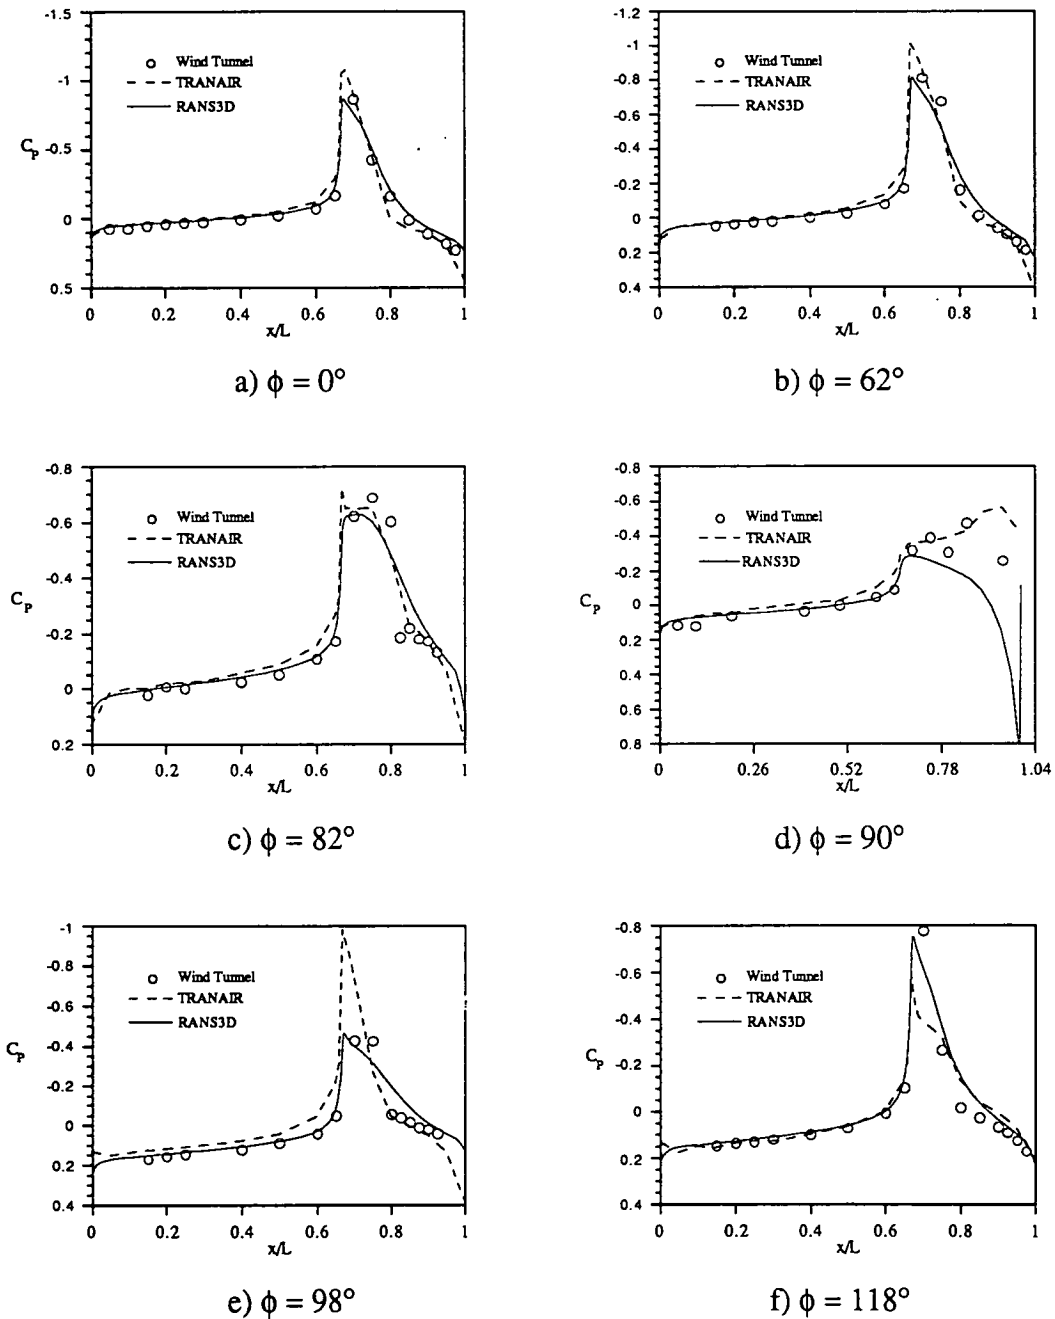 -1.5
-1
-0.5
0
0.5
C_P
Wind Tunnel
TRANAIR
RANS3D
0 0.2 0.4 0.6 0.8 1
x/L
a) ϕ = 0°
-1.2
-1
-0.8
-0.6
-0.4
-0.2
0
0.2
0.4
C_P
Wind Tunnel
TRANAIR
RANS3D
0 0.2 0.4 0.6 0.8 1
x/L
b) ϕ = 62°
-0.8
-0.6
-0.4
-0.2
0
0.2
C_P
Wind Tunnel
TRANAIR
RANS3D
0 0.2 0.4 0.6 0.8 1
x/L
c) ϕ = 82°
-0.8
-0.6
-0.4
-0.2
0
0.2
0.4
0.6
0.8
C_P
Wind Tunnel
TRANAIR
RANS3D
0 0.26 0.52 0.78 1.04
x/L
d) ϕ = 90°
-1
-0.8
-0.6
-0.4
-0.2
0
0.2
0.4
C_P
Wind Tunnel
TRANAIR
RANS3D
0 0.2 0.4 0.6 0.8 1
x/L
e) ϕ = 98°
-0.8
-0.6
-0.4
-0.2
0
0.2
0.4
C_P
Wind Tunnel
TRANAIR
RANS3D
0 0.2 0.4 0.6 0.8 1
x/L
f) ϕ = 118°